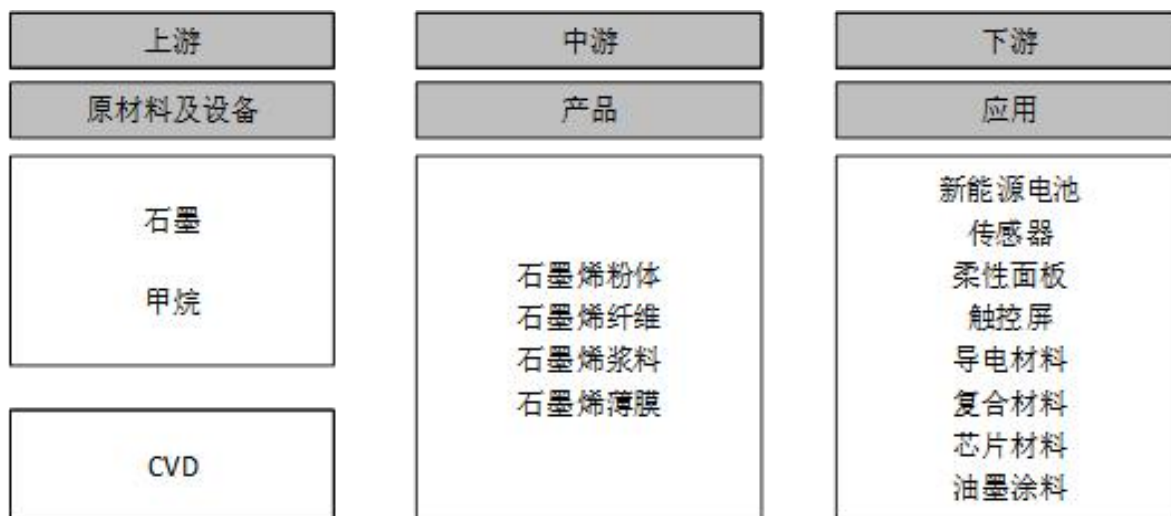 上游
原材料及设备
石墨
甲烷
CVD
中游
产品
石墨烯粉体
石墨烯纤维
石墨烯浆料
石墨烯薄膜
下游
应用
新能源电池
传感器
柔性面板
触控屏
导电材料
复合材料
芯片材料
油墨涂料